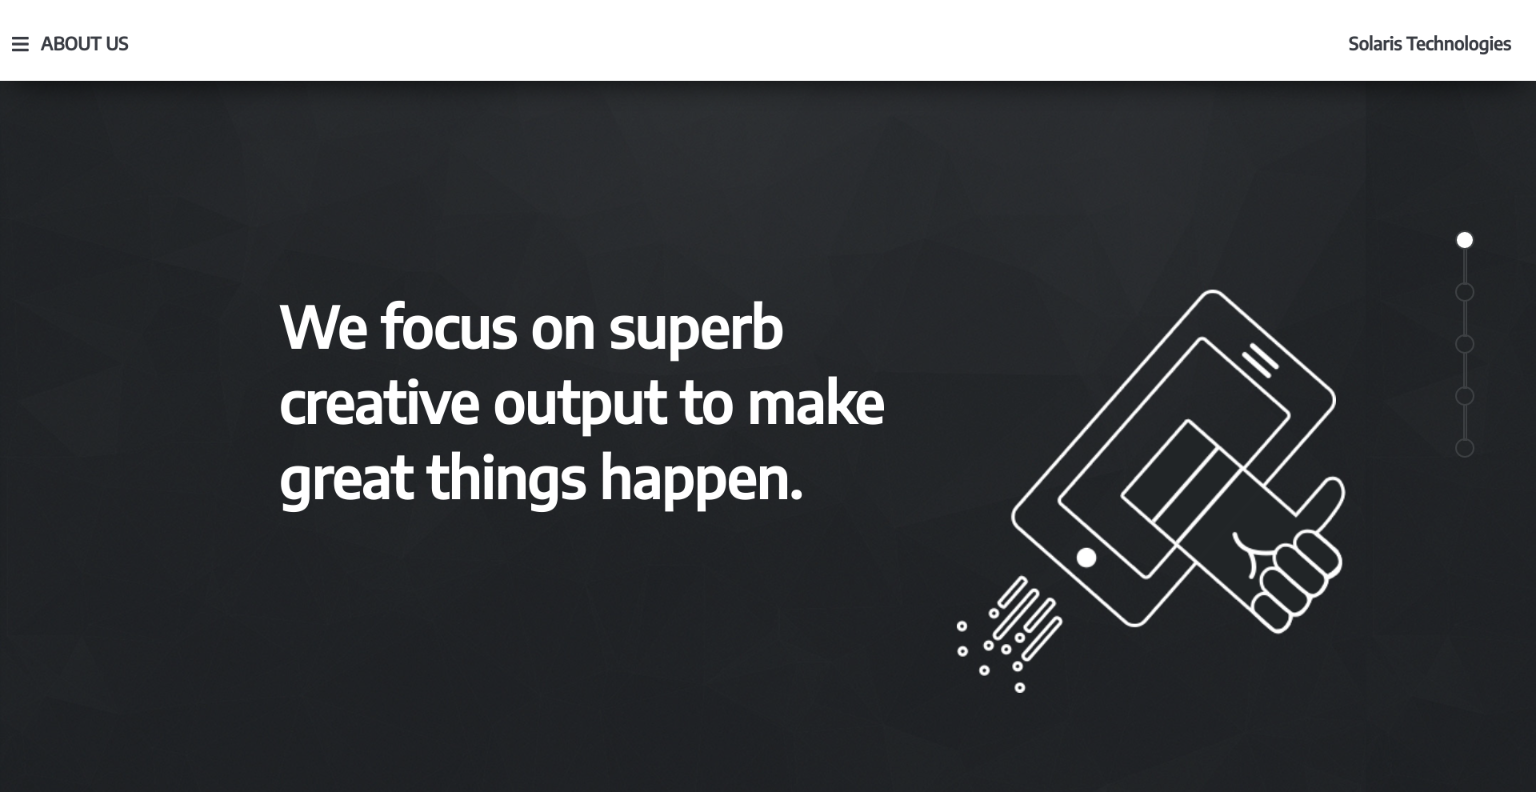 ABOUT US
Solaris Technologies
We focus on superb
creative output to make
great things happen.